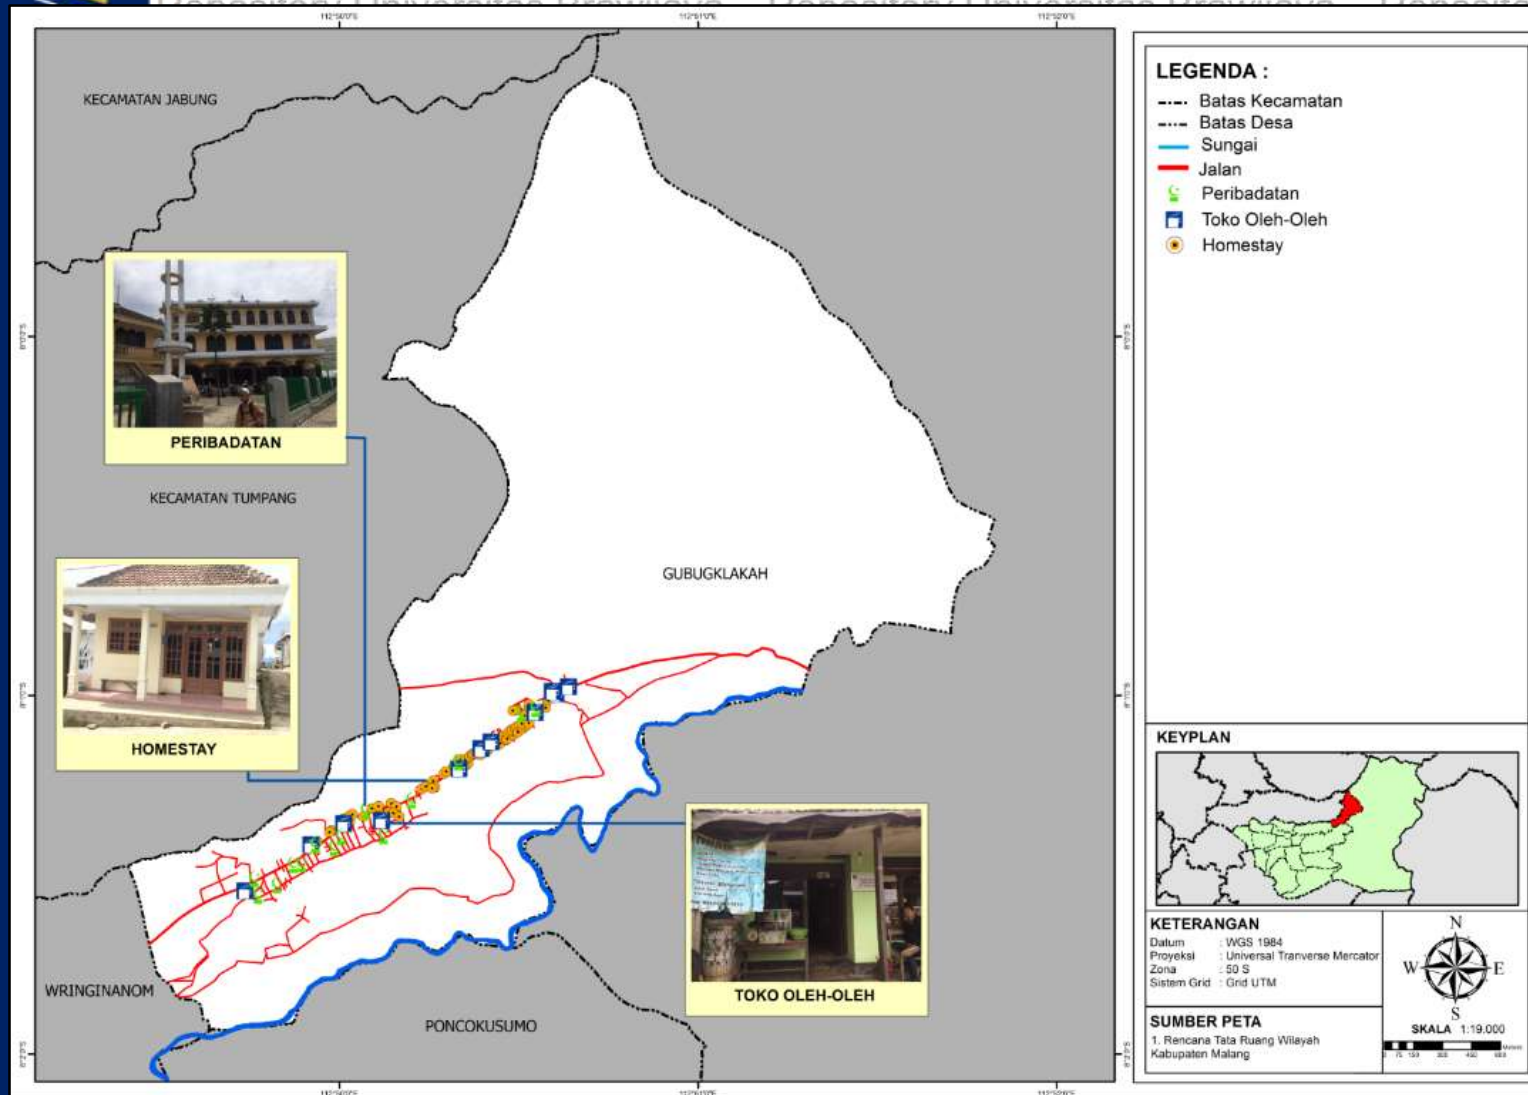 KECAMATAN JABUNG
PERIBADATAN
KECAMATAN TUMPANG
GUBUGKLAKAH
HOMESTAY
TOKO OLEH-OLEH
WRINGINANOM
PONCOKUSUMO
LEGENDA :
Batas Kecamatan
Batas Desa
Sungai
Jalan
Peribadatan
Toko Oleh-Oleh
Homestay
KEYPLAN
KETERANGAN
Datum : WGS 1984
Proyeksi : Universal Tranverse Mercator
Zona : 50 S
Sistem Grid : Grid UTM
N
W E
S
SKALA 1:19.000
SUMBER PETA
1. Rencana Tata Ruang Wilayah
Kabupaten Malang